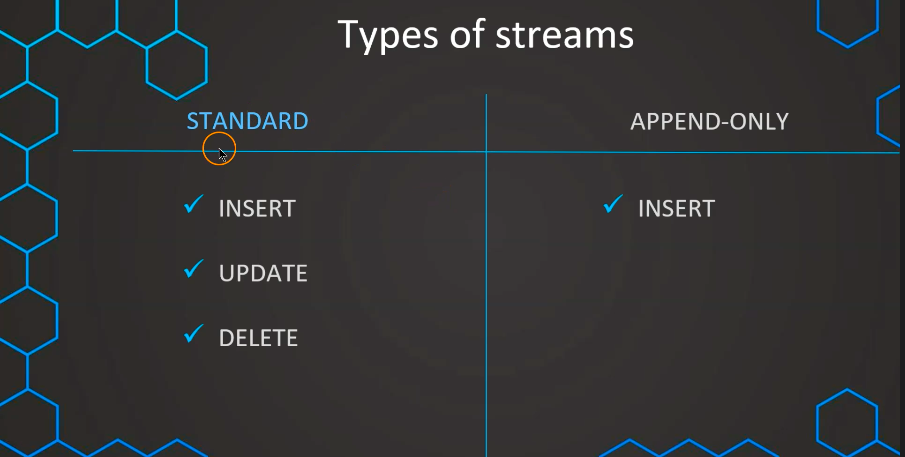 Types of streams
STANDARD
APPEND-ONLY
INSERT
INSERT
UPDATE
DELETE